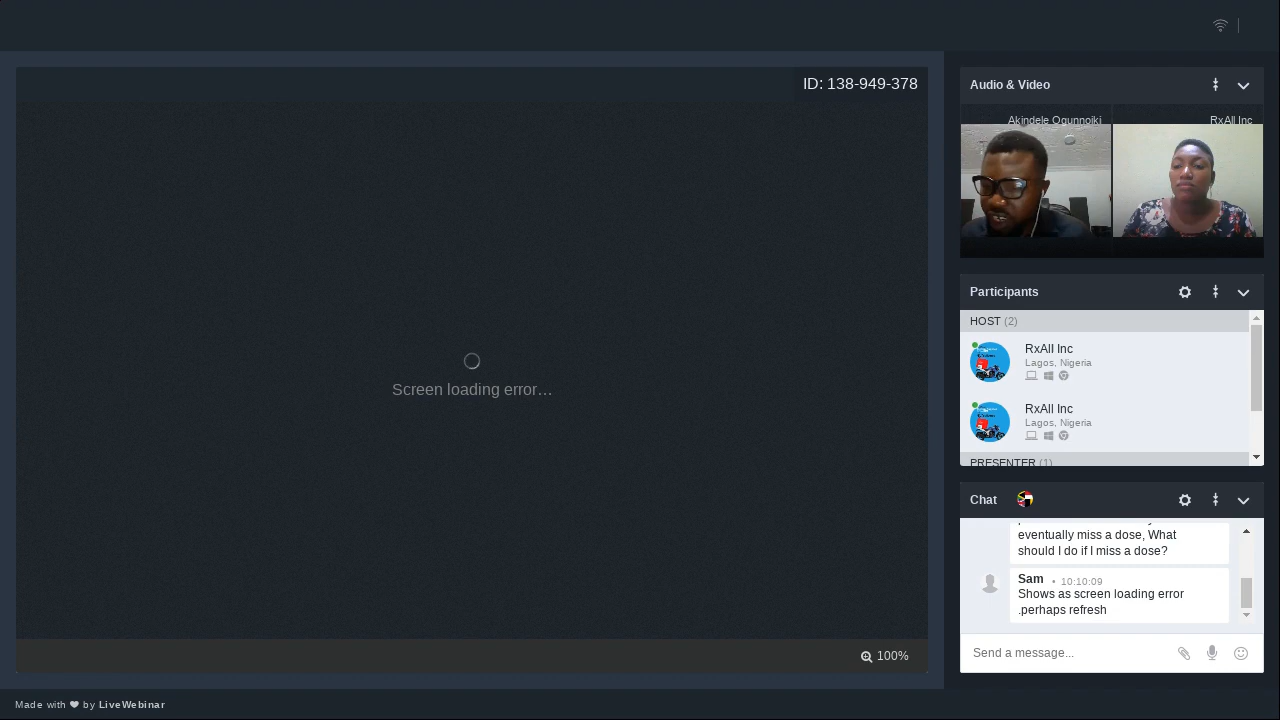 ID: 138-949-378
Screen loading error...
100%
Made with by LiveWebinar
Audio & Video
Akindele Ogunnoiki
RxAll Inc
Participants
HOST (2)
RxAll Inc
Lagos, Nigeria
RxAll Inc
Lagos, Nigeria
PRESENTER (1)
Chat
eventually miss a dose, What
should I do if I miss a dose?
Sam • 10:10:09
Shows as screen loading error
.perhaps refresh
Send a message...